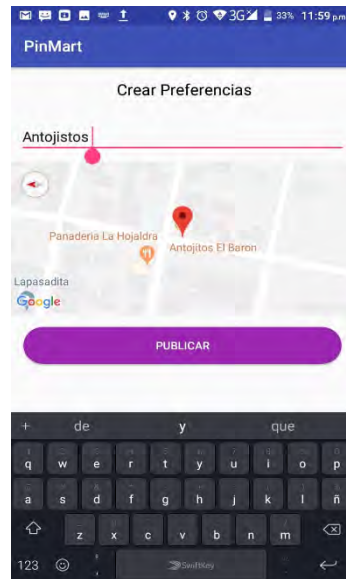 3G 33% 11:59 p.m.
PinMart
Crear Preferencias
Antojistos
Panaderia La Hojaldra
Antojitos El Baron
Lapasadita
Google
PUBLICAR
+ de y que
q w e r t y u i o p
a s d f g h j k l ñ
z x c v b n m
123 SwiftKey